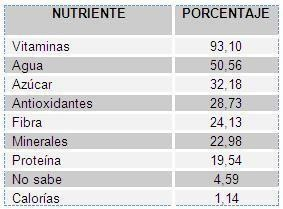 NUTRIENTE PORCENTAJE
Vitaminas 93,10
Agua 50,56
Azúcar 32,18
Antioxidantes 28,73
Fibra 24,13
Minerales 22,98
Proteína 19,54
No sabe 4,59
Calorías 1,14